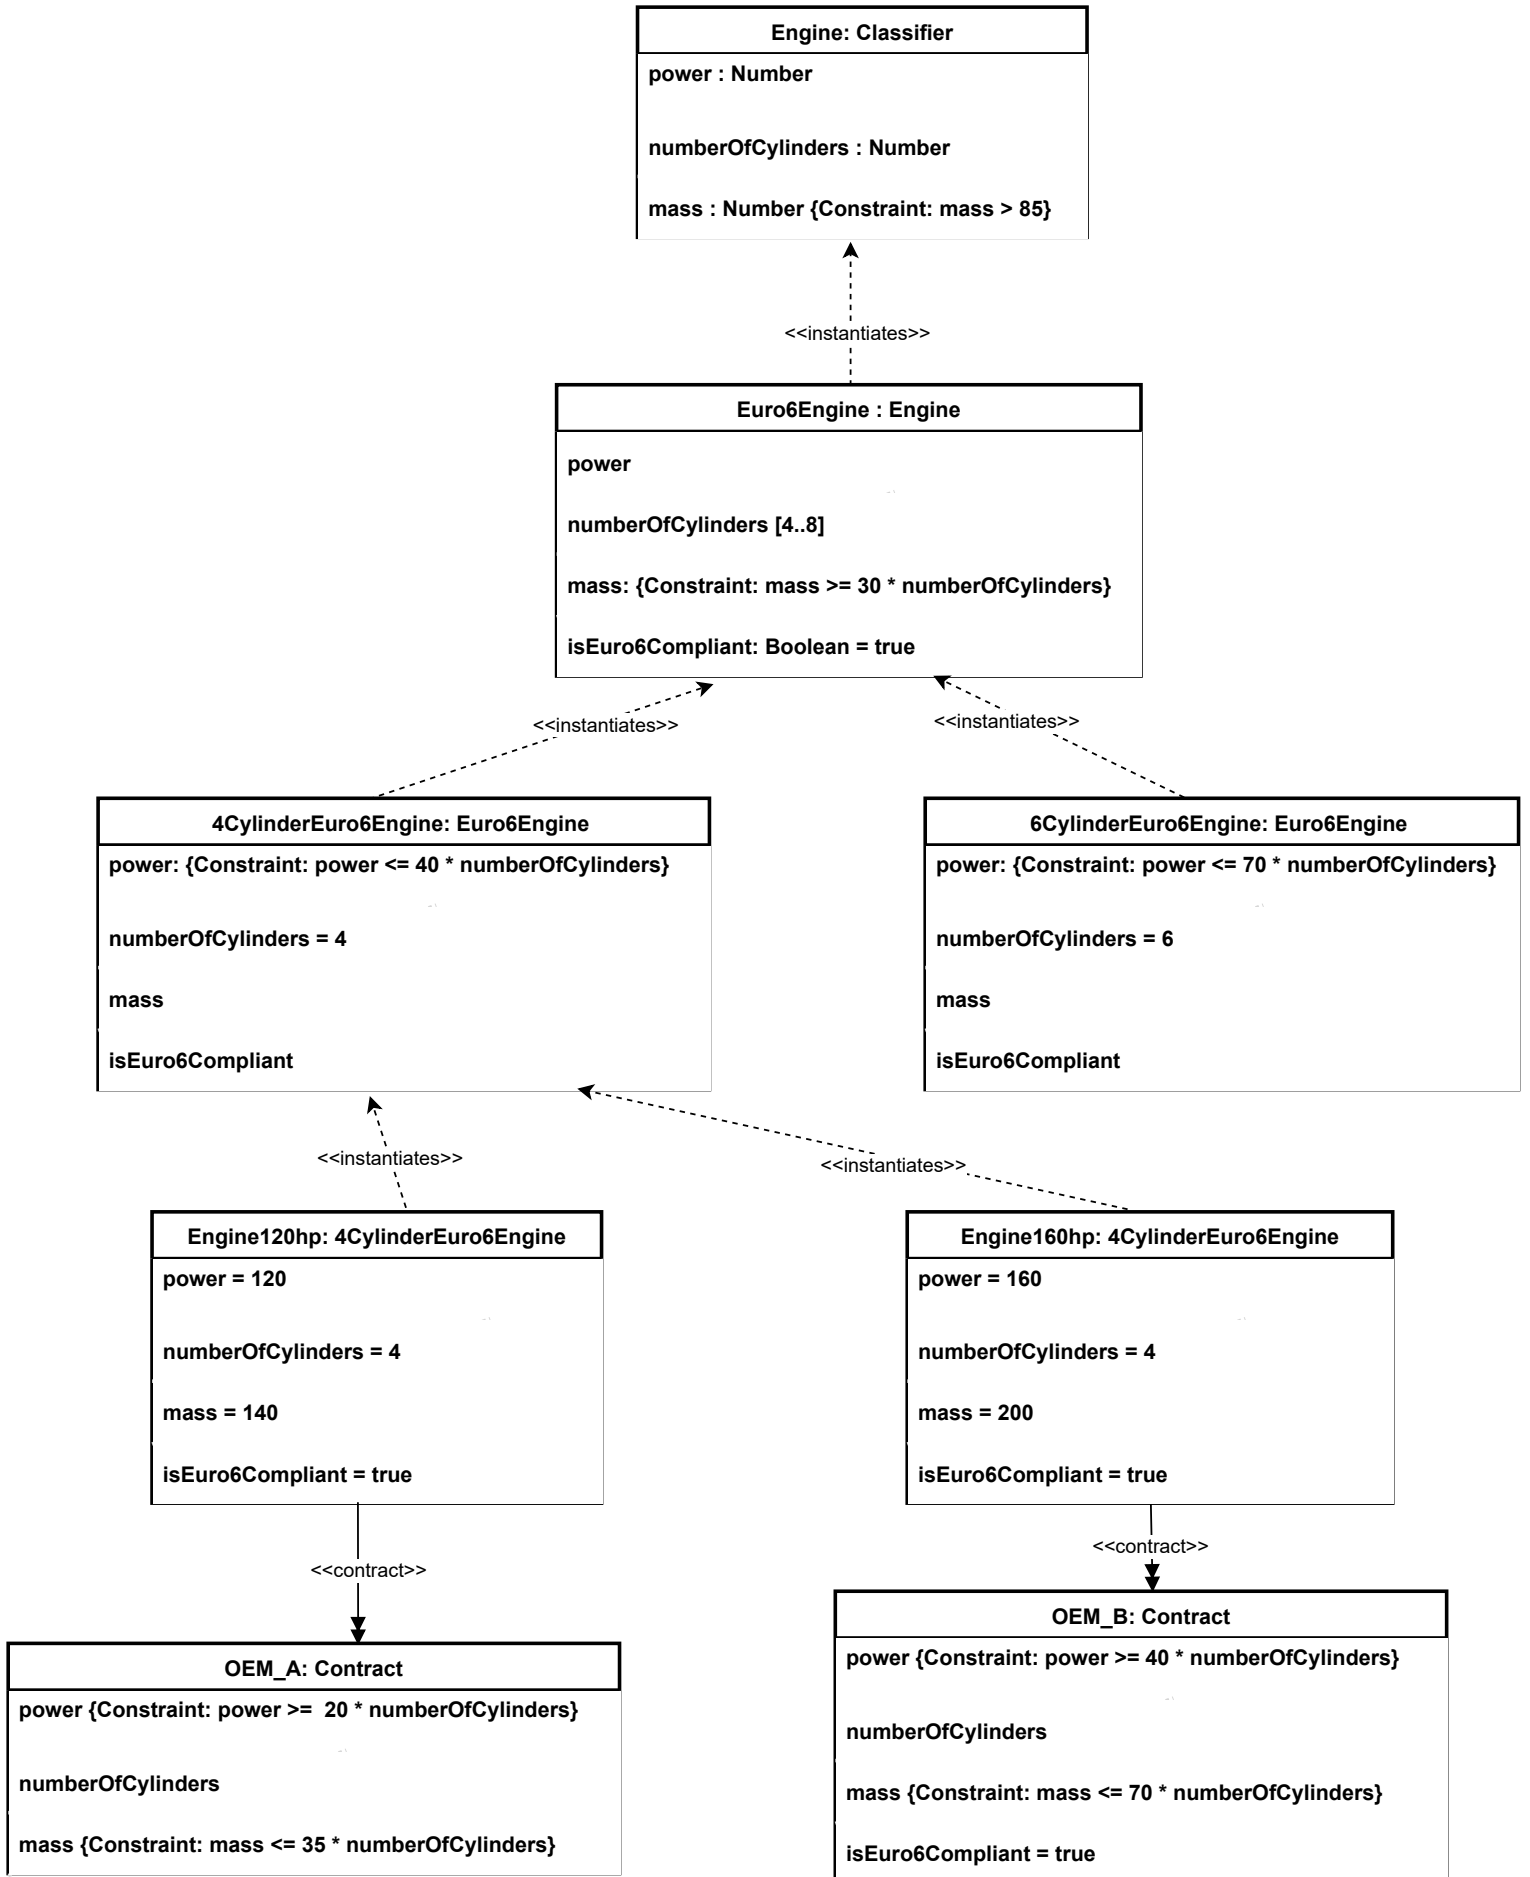 Engine: Classifier
power : Number
numberOfCylinders : Number
mass : Number {Constraint: mass > 85}
<<instantiates>>
Euro6Engine : Engine
power
numberOfCylinders [4..8]
mass: {Constraint: mass >= 30 * numberOfCylinders}
isEuro6Compliant: Boolean = true
<<instantiates>>
<<instantiates>>
4CylinderEuro6Engine: Euro6Engine
power: {Constraint: power <= 40 * numberOfCylinders}
numberOfCylinders = 4
mass
isEuro6Compliant
6CylinderEuro6Engine: Euro6Engine
power: {Constraint: power <= 70 * numberOfCylinders}
numberOfCylinders = 6
mass
isEuro6Compliant
<<instantiates>>
<<instantiates>>
Engine120hp: 4CylinderEuro6Engine
power = 120
numberOfCylinders = 4
mass = 140
isEuro6Compliant = true
Engine160hp: 4CylinderEuro6Engine
power = 160
numberOfCylinders = 4
mass = 200
isEuro6Compliant = true
<<contract>>
<<contract>>
OEM_A: Contract
power {Constraint: power >=  20 * numberOfCylinders}
numberOfCylinders
mass {Constraint: mass <= 35 * numberOfCylinders}
OEM_B: Contract
power {Constraint: power >= 40 * numberOfCylinders}
numberOfCylinders
mass {Constraint: mass <= 70 * numberOfCylinders}
isEuro6Compliant = true